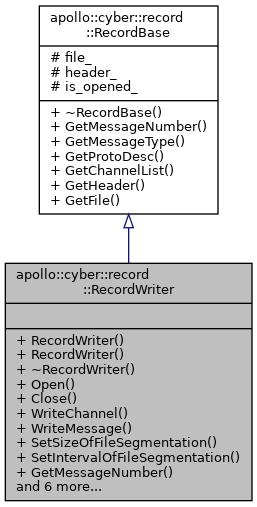 apollo::cyber::record
::RecordBase
# file_
# header_
# is_opened_
+ ~RecordBase()
+ GetMessageNumber()
+ GetMessageType()
+ GetProtoDesc()
+ GetChannelList()
+ GetHeader()
+ GetFile()
apollo::cyber::record
::RecordWriter
+ RecordWriter()
+ RecordWriter()
+ ~RecordWriter()
+ Open()
+ Close()
+ WriteChannel()
+ WriteMessage()
+ SetSizeOfFileSegmentation()
+ SetIntervalOfFileSegmentation()
+ GetMessageNumber()
and 6 more...